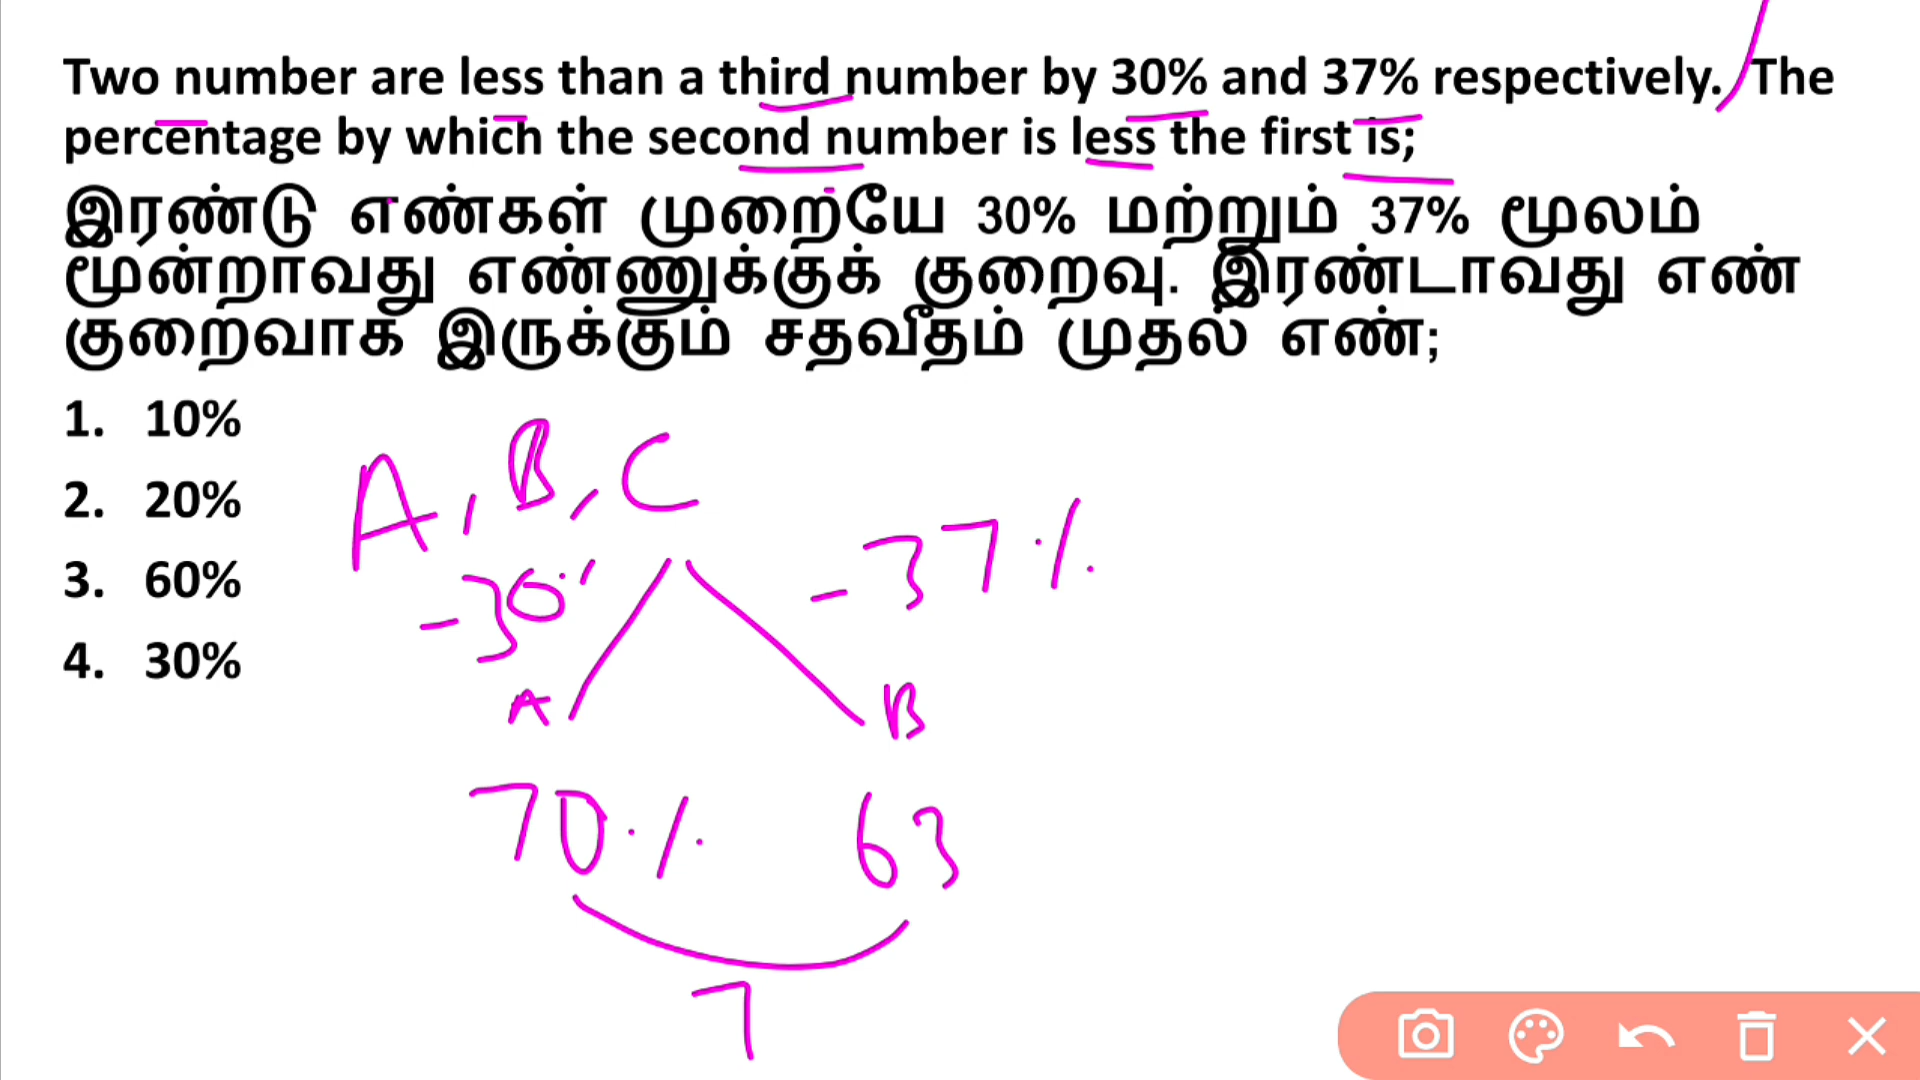 Two number are less than a third number by 30% and 37% respectively. The
percentage by which the second number is less the first is;
இரண்டு எண்கள் முறையே 30% மற்றும் 37% மூலம்
மூன்றாவது எண்ணுக்குக் குறைவு. இரண்டாவது எண்
குறைவாக இருக்கும் சதவீதம் முதல் எண்;
1. 10%
2. 20%
3. 60%
4. 30%
A, B, C
-30% -37%
A B
70% 63
7